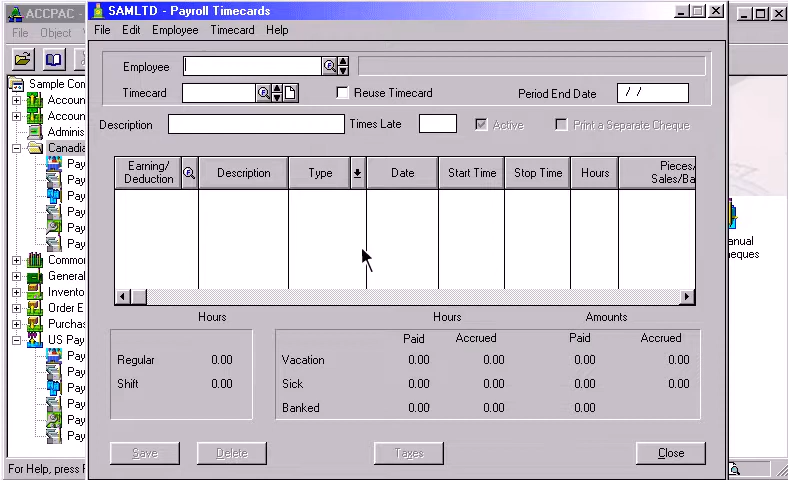 ACCPAC -
SAMLTD - Payroll Timecards
File Object
File Edit Employee Timecard Help
Employee
Timecard
Reuse Timecard
Period End Date / /
Description
Times Late
Active
Print a Separate Cheque
Earning/ Deduction
Description
Type
Date
Start Time
Stop Time
Hours
Pieces/ Sales/Ba
Hours
Regular 0.00
Shift 0.00
Hours Amounts
Paid Accrued Paid Accrued
Vacation 0.00 0.00 0.00 0.00
Sick 0.00 0.00 0.00 0.00
Banked 0.00 0.00 0.00
Save Delete Taxes Close
Sample Con
Accoun
Accoun
Adminis
Canadia
Pay
Pay
Pay
Pay
Pay
Pay
Commo
General
Invento
Order E
Purcha
US Pay
Pay
Pay
Pay
Pay
Pay
Pay
anual
eques
For Help, press F